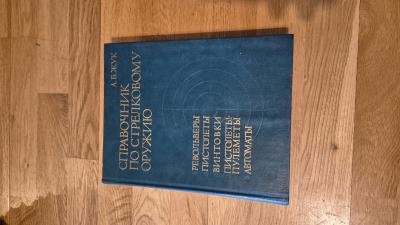 А.Б.ЖУК
СПРАВОЧНИК
ПО СТРЕЛКОВОМУ
ОРУЖИЮ
РЕВОЛЬВЕРЫ
ПИСТОЛЕТЫ
ВИНТОВКИ
ПИСТОЛЕТЫ-
ПУЛЕМЕТЫ
АВТОМАТЫ